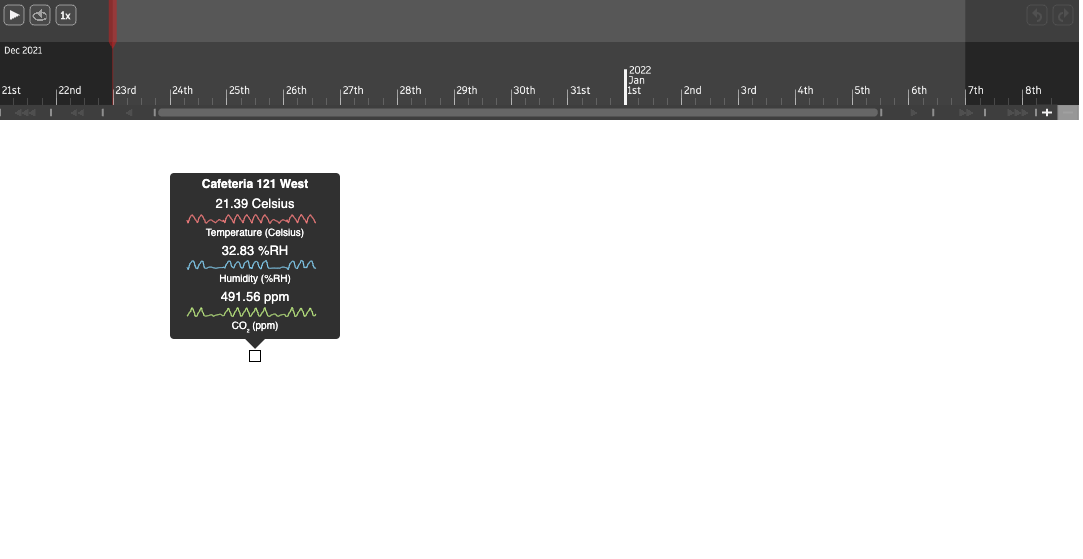 1x
Dec 2021
2022
Jan
21st 22nd 23rd 24th 25th 26th 27th 28th 29th 30th 31st 1st 2nd 3rd 4th 5th 6th 7th 8th
Cafeteria 121 West
21.39 Celsius
Temperature (Celsius)
32.83 %RH
Humidity (%RH)
491.56 ppm
CO₂ (ppm)